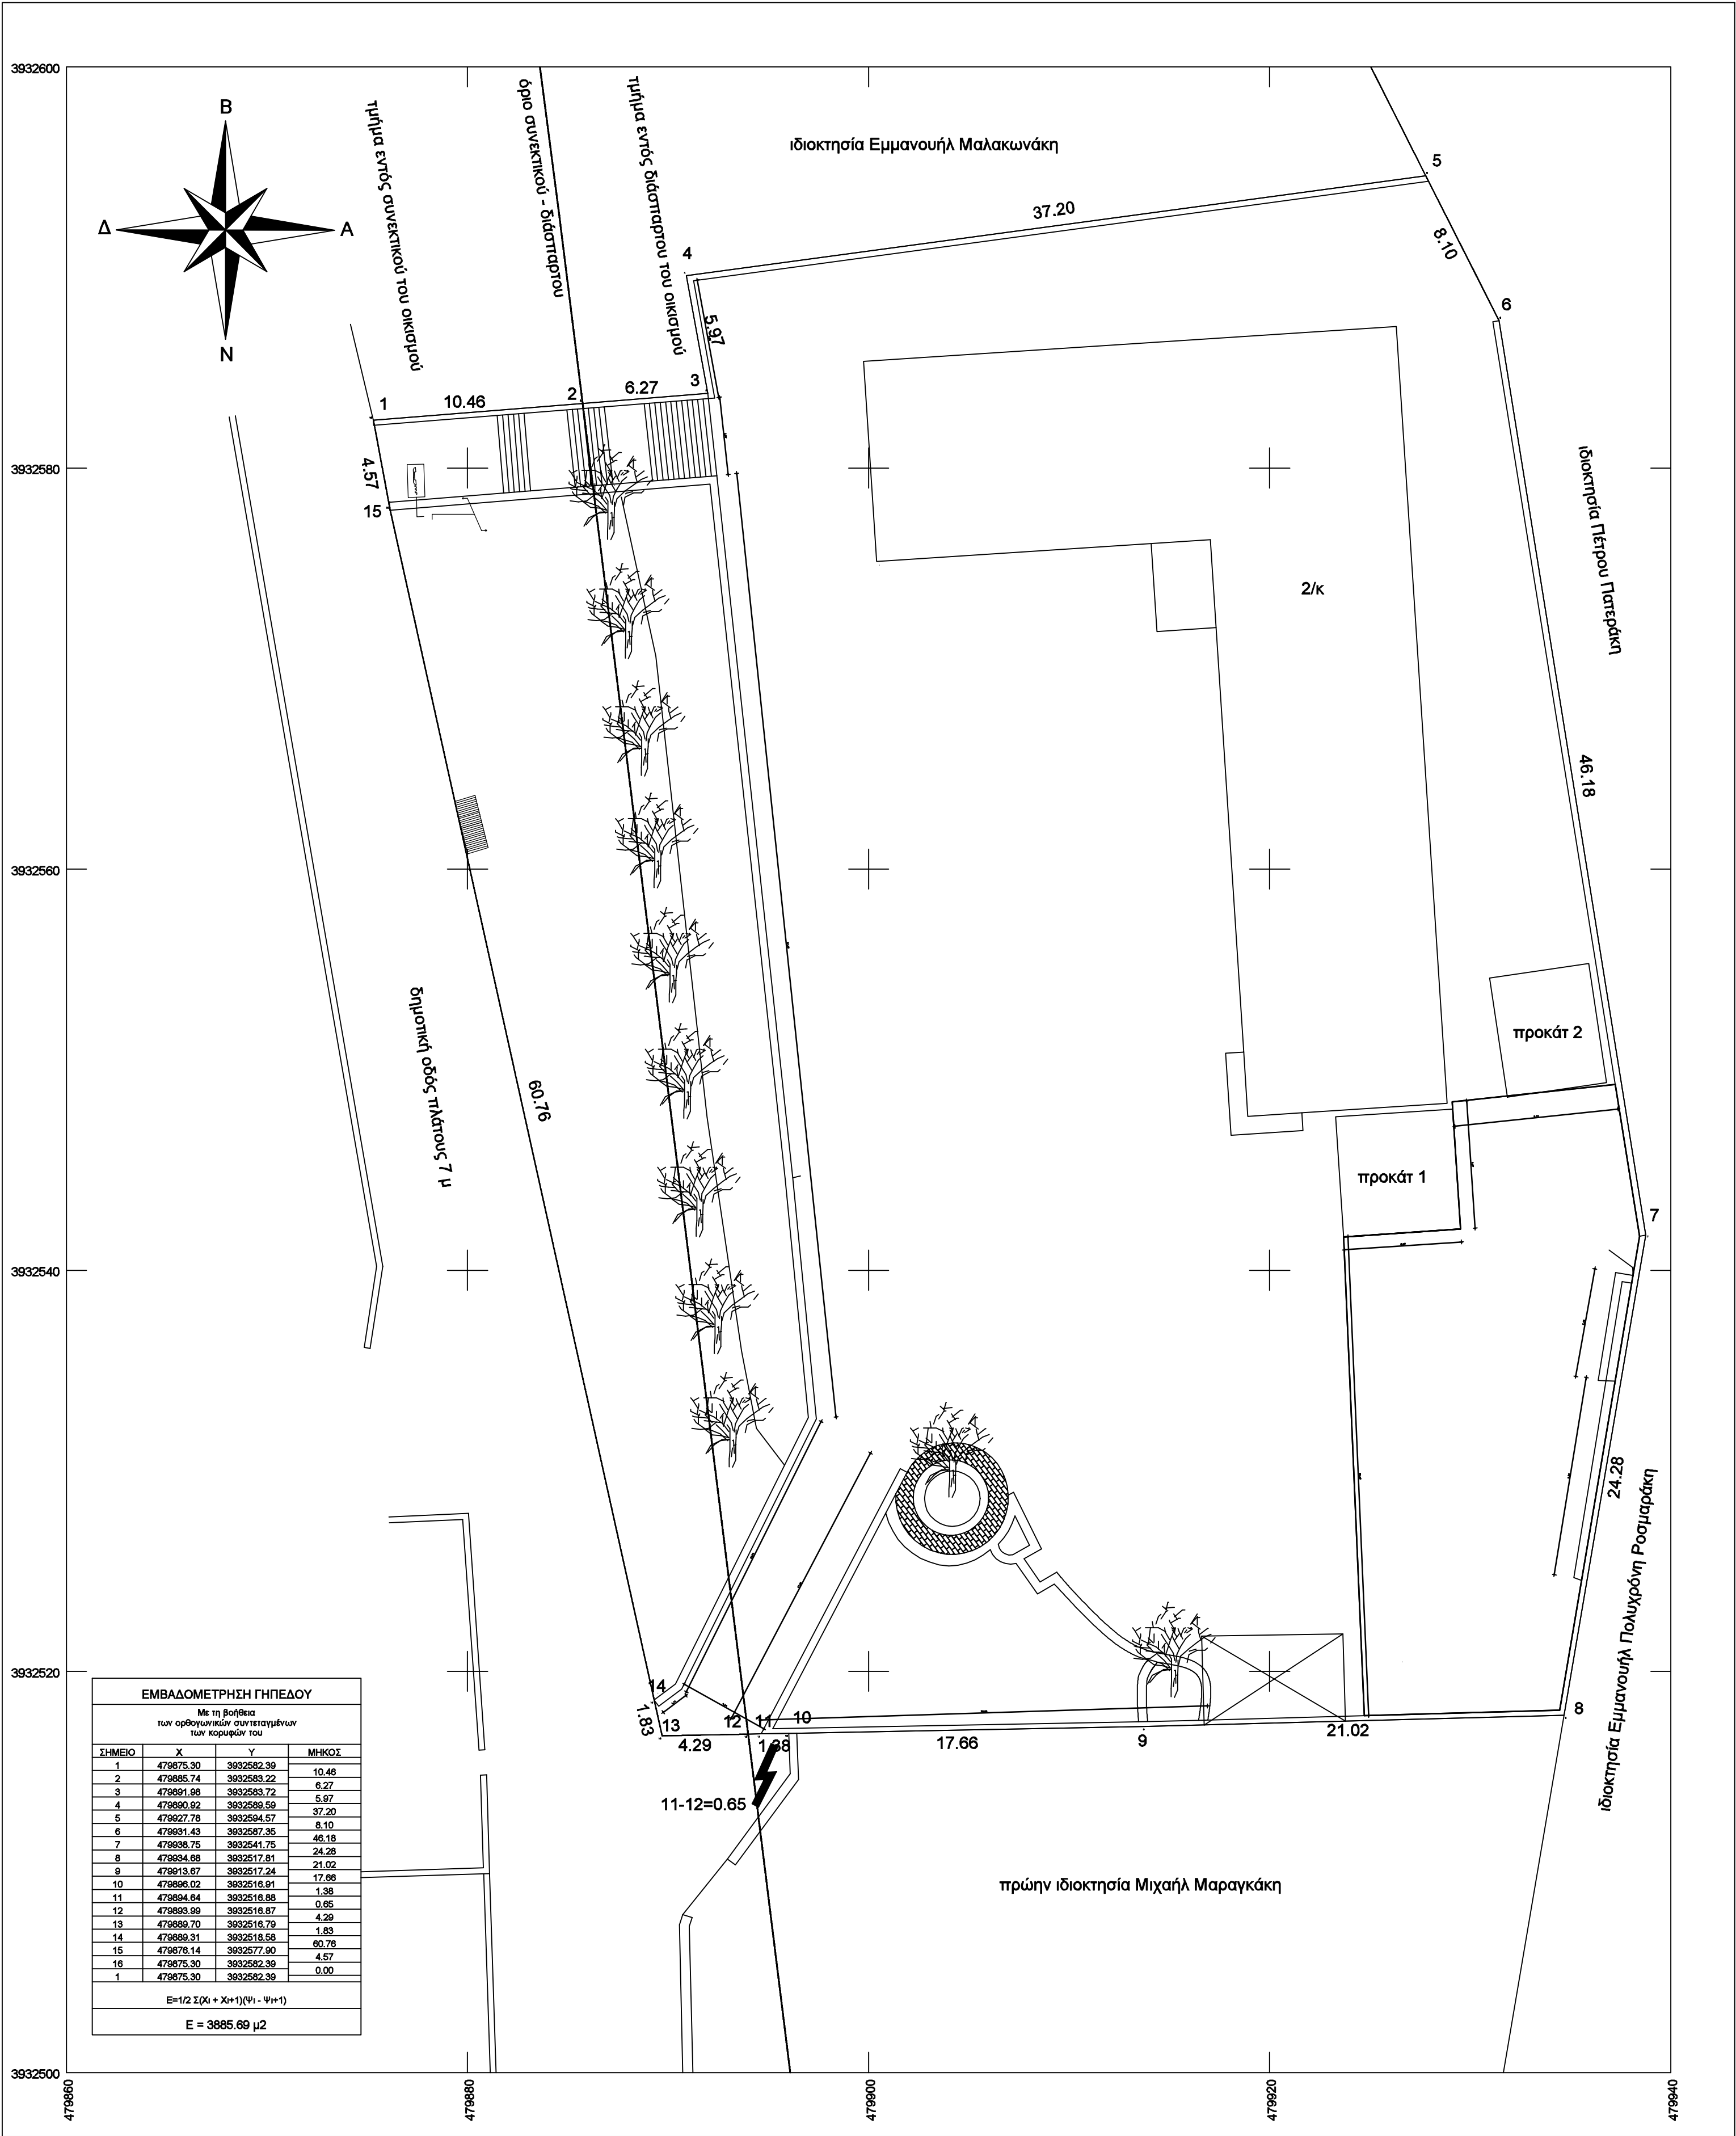 3932600
3932580
3932560
3932540
3932520
3932500
479860
479880
479900
479920
479940
Β
Δ
Α
Ν
τμήμα εντός συνεκτικού του οικισμού
όριο συνεκτικού - διάσπαρτου
τμήμα εντός διάσπαρτου του οικισμού
ιδιοκτησία Εμμανουήλ Μαλακωνάκη
5
37.20
8.10
4
6
5.97
3
6.27
2
10.46
1
4.57
15
2/κ
ιδιοκτησία Πέτρου Πατεράκη
46.18
δημοτική οδός πλάτους 7 μ
60.76
προκάτ 2
προκάτ 1
7
24.28
ιδιοκτησία Εμμανουήλ Πολυχρόνη Ροσμαράκη
14
1.83
13
12
11
10
4.29
1.38
17.66
9
21.02
8
11-12=0.65
πρώην ιδιοκτησία Μιχαήλ Μαραγκάκη
ΕΜΒΑΔΟΜΕΤΡΗΣΗ ΓΗΠΕΔΟΥ
Με τη βοήθεια
των ορθογωνικών συντεταγμένων
των κορυφών του
ΣΗΜΕΙΟ Χ Υ ΜΗΚΟΣ
1 479875.30 3932582.39
10.46
2 479885.74 3932583.22
6.27
3 479891.98 3932583.72
5.97
4 479890.92 3932589.59
37.20
5 479927.78 3932594.57
8.10
6 479931.43 3932587.35
46.18
7 479938.75 3932541.75
24.28
8 479934.68 3932517.81
21.02
9 479913.67 3932517.24
17.66
10 479896.02 3932516.91
1.38
11 479894.64 3932516.88
0.65
12 479893.99 3932516.87
4.29
13 479889.70 3932516.79
1.83
14 479889.31 3932518.58
60.76
15 479876.14 3932577.90
4.57
16 479875.30 3932582.39
0.00
1 479875.30 3932582.39
Ε=1/2 Σ(Χι + Χι+1)(Ψι - Ψι+1)
Ε = 3885.69 μ2